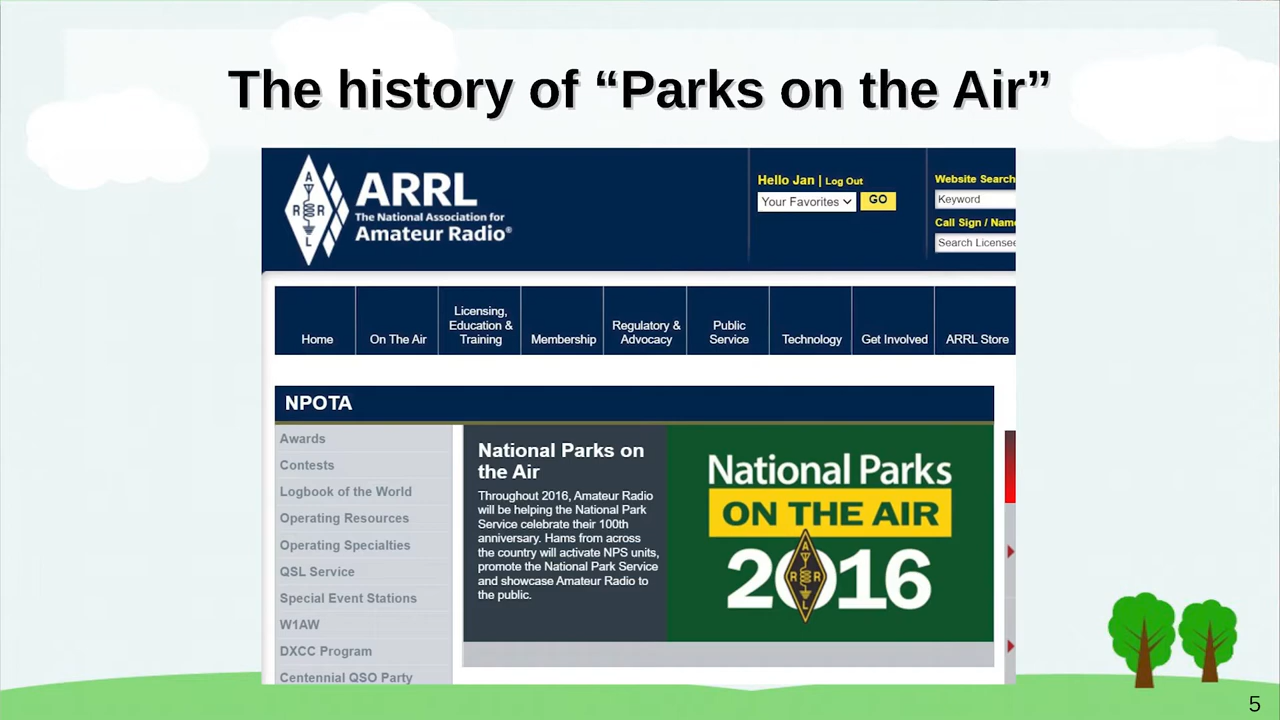 The history of “Parks on the Air”
A
R R
L
ARRL
The National Association for
Amateur Radio®
Hello Jan | Log Out
Your Favorites
GO
Website Search
Keyword
Call Sign / Name
Search Licensee
Home
On The Air
Licensing,
Education &
Training
Membership
Regulatory &
Advocacy
Public
Service
Technology
Get Involved
ARRL Store
NPOTA
Awards
Contests
Logbook of the World
Operating Resources
Operating Specialties
QSL Service
Special Event Stations
W1AW
DXCC Program
Centennial QSO Party
National Parks on
the Air
Throughout 2016, Amateur Radio
will be helping the National Park
Service celebrate their 100th
anniversary. Hams from across
the country will activate NPS units,
promote the National Park Service
and showcase Amateur Radio to
the public.
National Parks
ON THE AIR
2016
A
R R
L
5